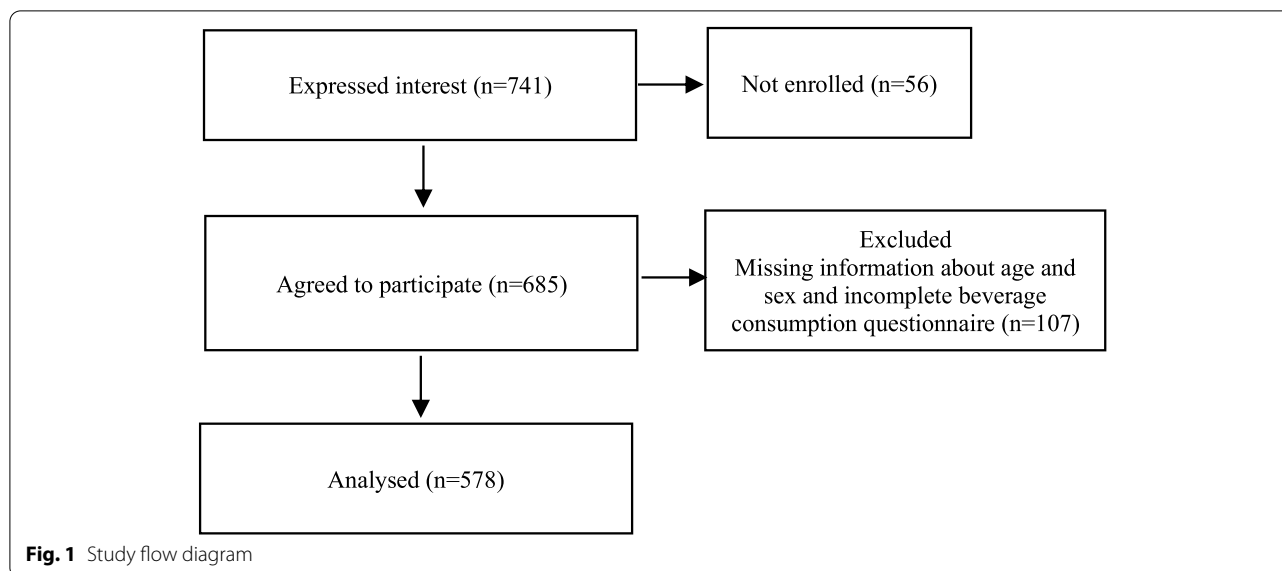 Expressed interest (n=741)
Not enrolled (n=56)
Agreed to participate (n=685)
Excluded
Missing information about age and
sex and incomplete beverage
consumption questionnaire (n=107)
Analysed (n=578)
Fig. 1 Study flow diagram